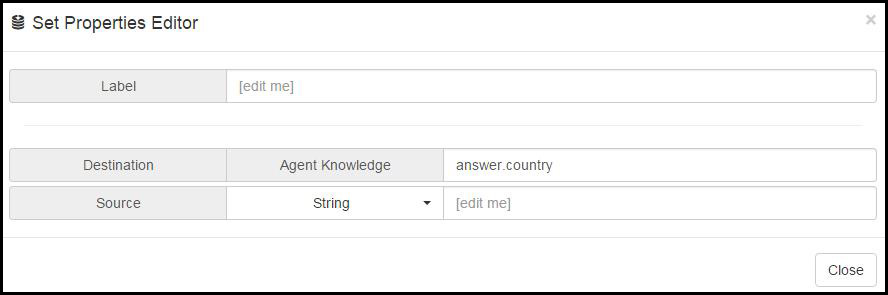 Set Properties Editor ×
Label [edit me]
Destination Agent Knowledge answer.country
Source String [edit me]
Close